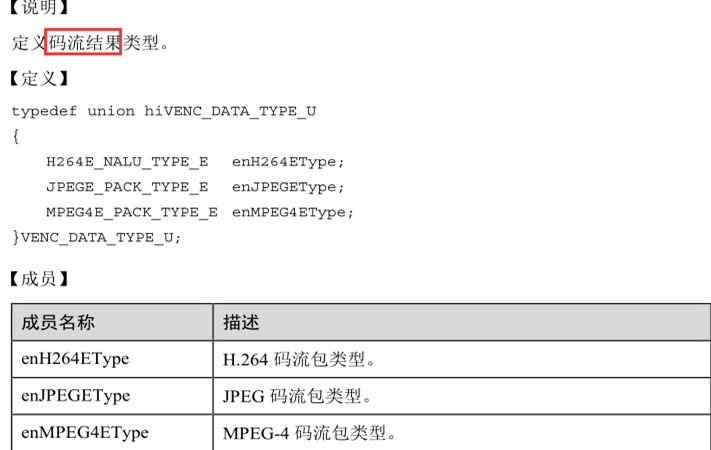 【说明】
定义码流结果类型。
【定义】
typedef union hiVENC_DATA_TYPE_U
{
H264E_NALU_TYPE_E enH264EType;
JPEGE_PACK_TYPE_E enJPEGEType;
MPEG4E_PACK_TYPE_E enMPEG4EType;
}VENC_DATA_TYPE_U;
【成员】
成员名称 描述
enH264EType H.264 码流包类型。
enJPEGEType JPEG 码流包类型。
enMPEG4EType MPEG-4 码流包类型。